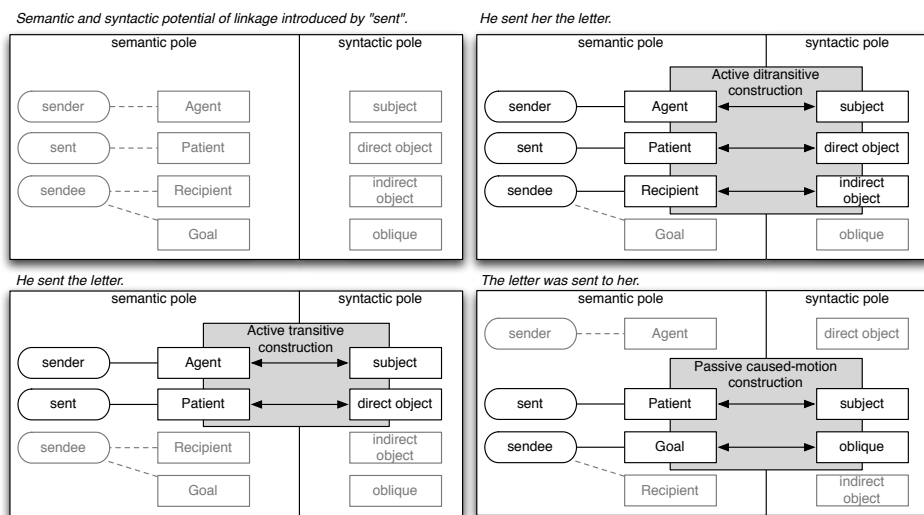 Semantic and syntactic potential of linkage introduced by "sent".
semantic pole
syntactic pole
sender
Agent
subject
sent
Patient
direct object
sendee
Recipient
indirect
object
Goal
oblique
He sent her the letter.
semantic pole
syntactic pole
Active ditransitive
construction
sender
Agent
subject
sent
Patient
direct object
sendee
Recipient
indirect
object
Goal
oblique
He sent the letter.
semantic pole
syntactic pole
Active transitive
construction
sender
Agent
subject
sent
Patient
direct object
sendee
Recipient
indirect
object
Goal
oblique
The letter was sent to her.
semantic pole
syntactic pole
sender
Agent
direct object
Passive caused-motion
construction
sent
Patient
subject
sendee
Goal
oblique
Recipient
indirect
object